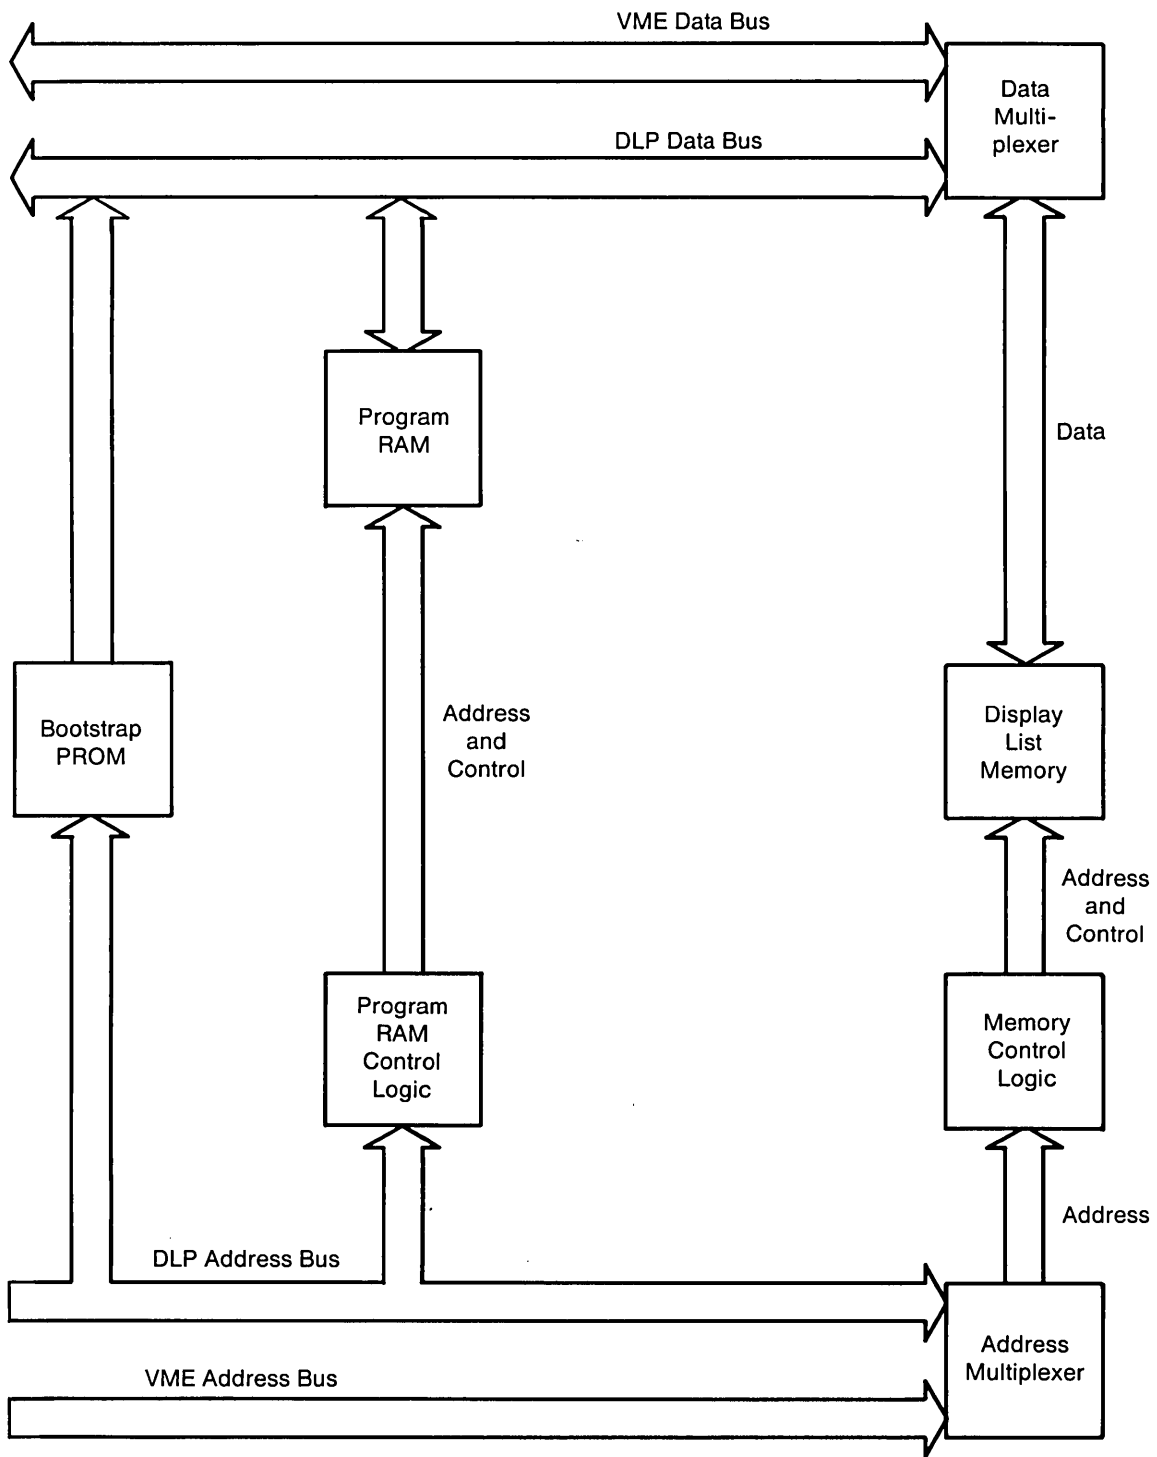 VME Data Bus
Data
Multi-
plexer
DLP Data Bus
Program
RAM
Data
Bootstrap
PROM
Address
and
Control
Display
List
Memory
Address
and
Control
Program
RAM
Control
Logic
Memory
Control
Logic
Address
DLP Address Bus
Address
Multiplexer
VME Address Bus